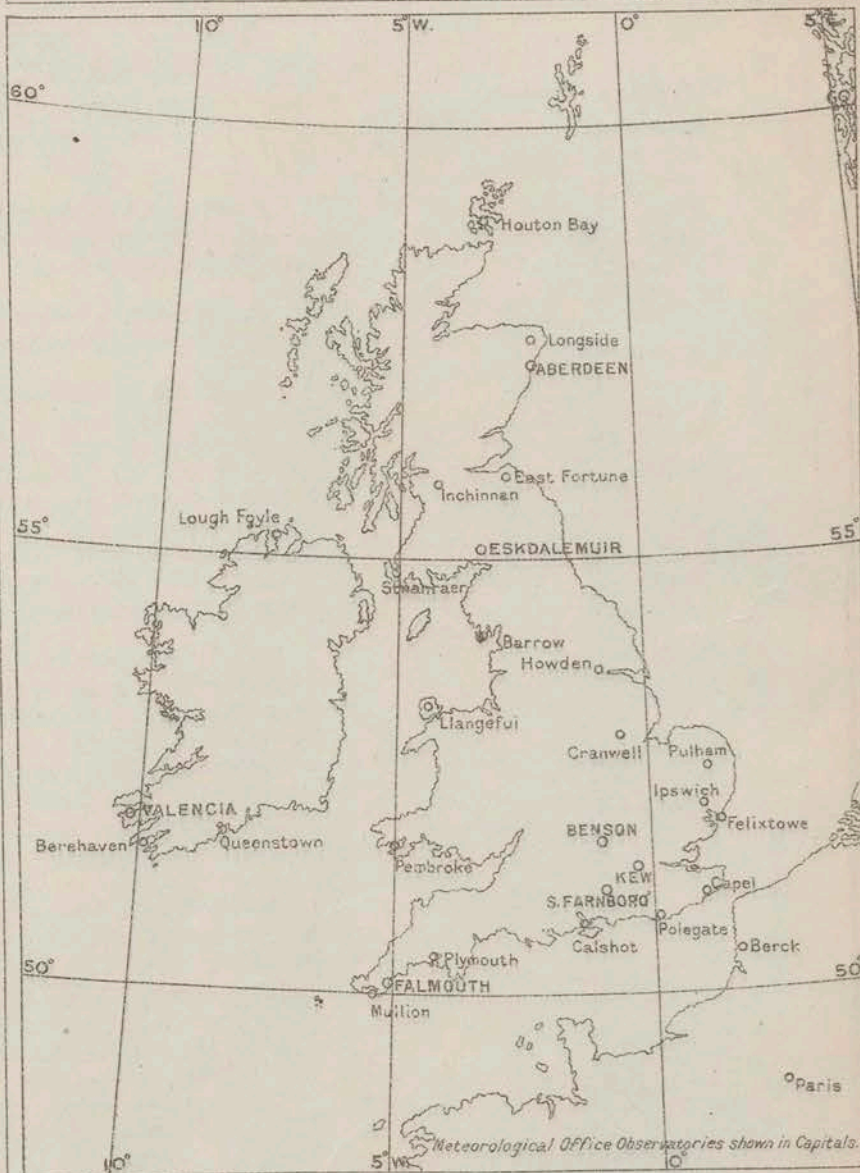 10° 5°W. 0° 5°
60°
Houton Bay
Longside
ABERDEEN
East Fortune
Inchinnan
Lough Foyle
55° 55°
ESKDALEMUIR
Stranraer
Barrow
Howden
Llangefui
Cranwell
Pulham
Ipswich
VALENCIA
Felixtowe
BENSON
Berehaven
Queenstown
Pembroke
KEW
Capel
S. FARNBORO'
Polegate
Calshot
Plymouth
Berck
50° 50°
FALMOUTH
Mullion
Paris
Meteorological Office Observatories shown in Capitals.
10° 5°W. 0°